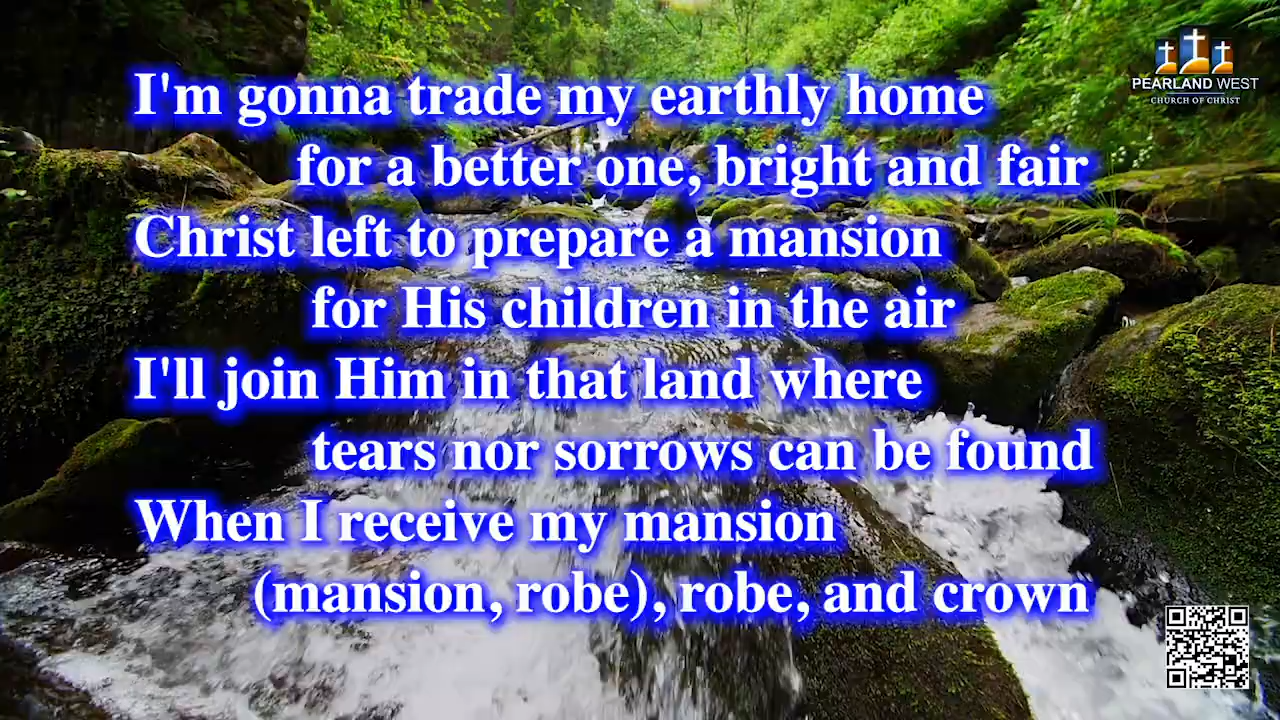 I'm gonna trade my earthly home
for a better one, bright and fair
Christ left to prepare a mansion
for His children in the air
I'll join Him in that land where
tears nor sorrows can be found
When I receive my mansion
(mansion, robe), robe, and crown
PEARLAND WEST
CHURCH OF CHRIST